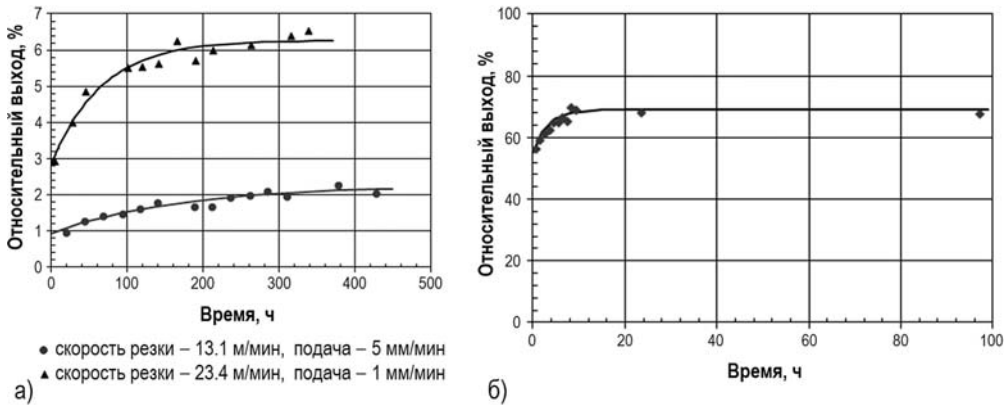 Относительный выход, %
7
6
5
4
3
2
1
0
0 100 200 300 400 500
Время, ч
● скорость резки – 13.1 м/мин, подача – 5 мм/мин
▲ скорость резки – 23.4 м/мин, подача – 1 мм/мин
а)
Относительный выход, %
100
80
60
40
20
0
0 20 40 60 80 100
Время, ч
б)